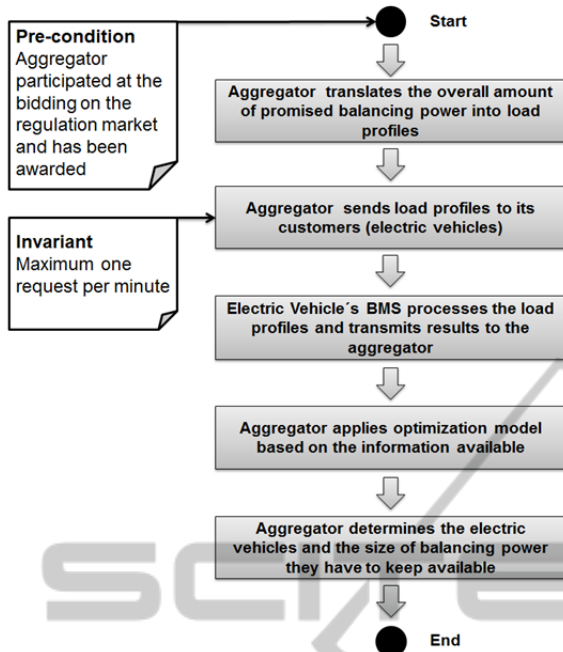 Pre-condition
Aggregator
participated at the
bidding on the
regulation market
and has been
awarded
Start
Aggregator translates the overall amount
of promised balancing power into load
profiles
Invariant
Maximum one
request per minute
Aggregator sends load profiles to its
customers (electric vehicles)
Electric Vehicle´s BMS processes the load
profiles and transmits results to the
aggregator
Aggregator applies optimization model
based on the information available
Aggregator determines the electric
vehicles and the size of balancing power
they have to keep available
End
SCITE